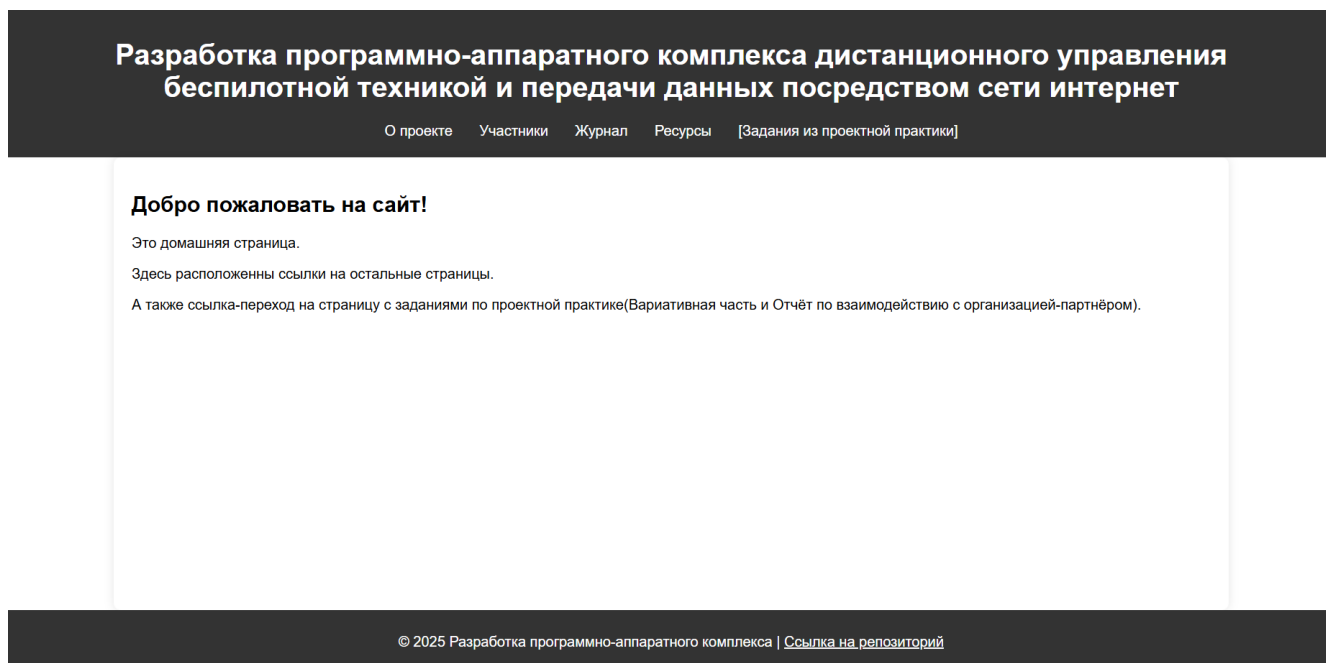 Разработка программно-аппаратного комплекса дистанционного управления
беспилотной техникой и передачи данных посредством сети интернет
О проекте Участники Журнал Ресурсы [Задания из проектной практики]
Добро пожаловать на сайт!
Это домашняя страница.
Здесь расположенны ссылки на остальные страницы.
А также ссылка-переход на страницу с заданиями по проектной практике(Вариативная часть и Отчёт по взаимодействию с организацией-партнёром).
© 2025 Разработка программно-аппаратного комплекса | Ссылка на репозиторий